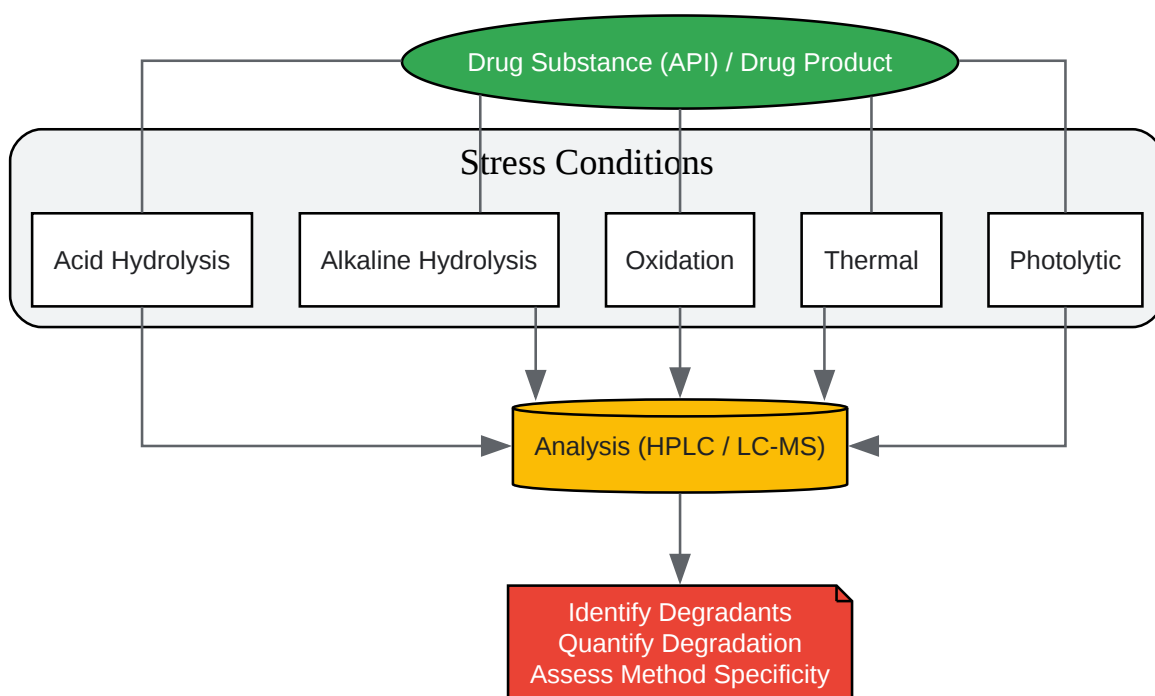 Drug Substance (API) / Drug Product
Stress Conditions
Acid Hydrolysis
Alkaline Hydrolysis
Oxidation
Thermal
Photolytic
Analysis (HPLC / LC-MS)
Identify Degradants
Quantify Degradation
Assess Method Specificity